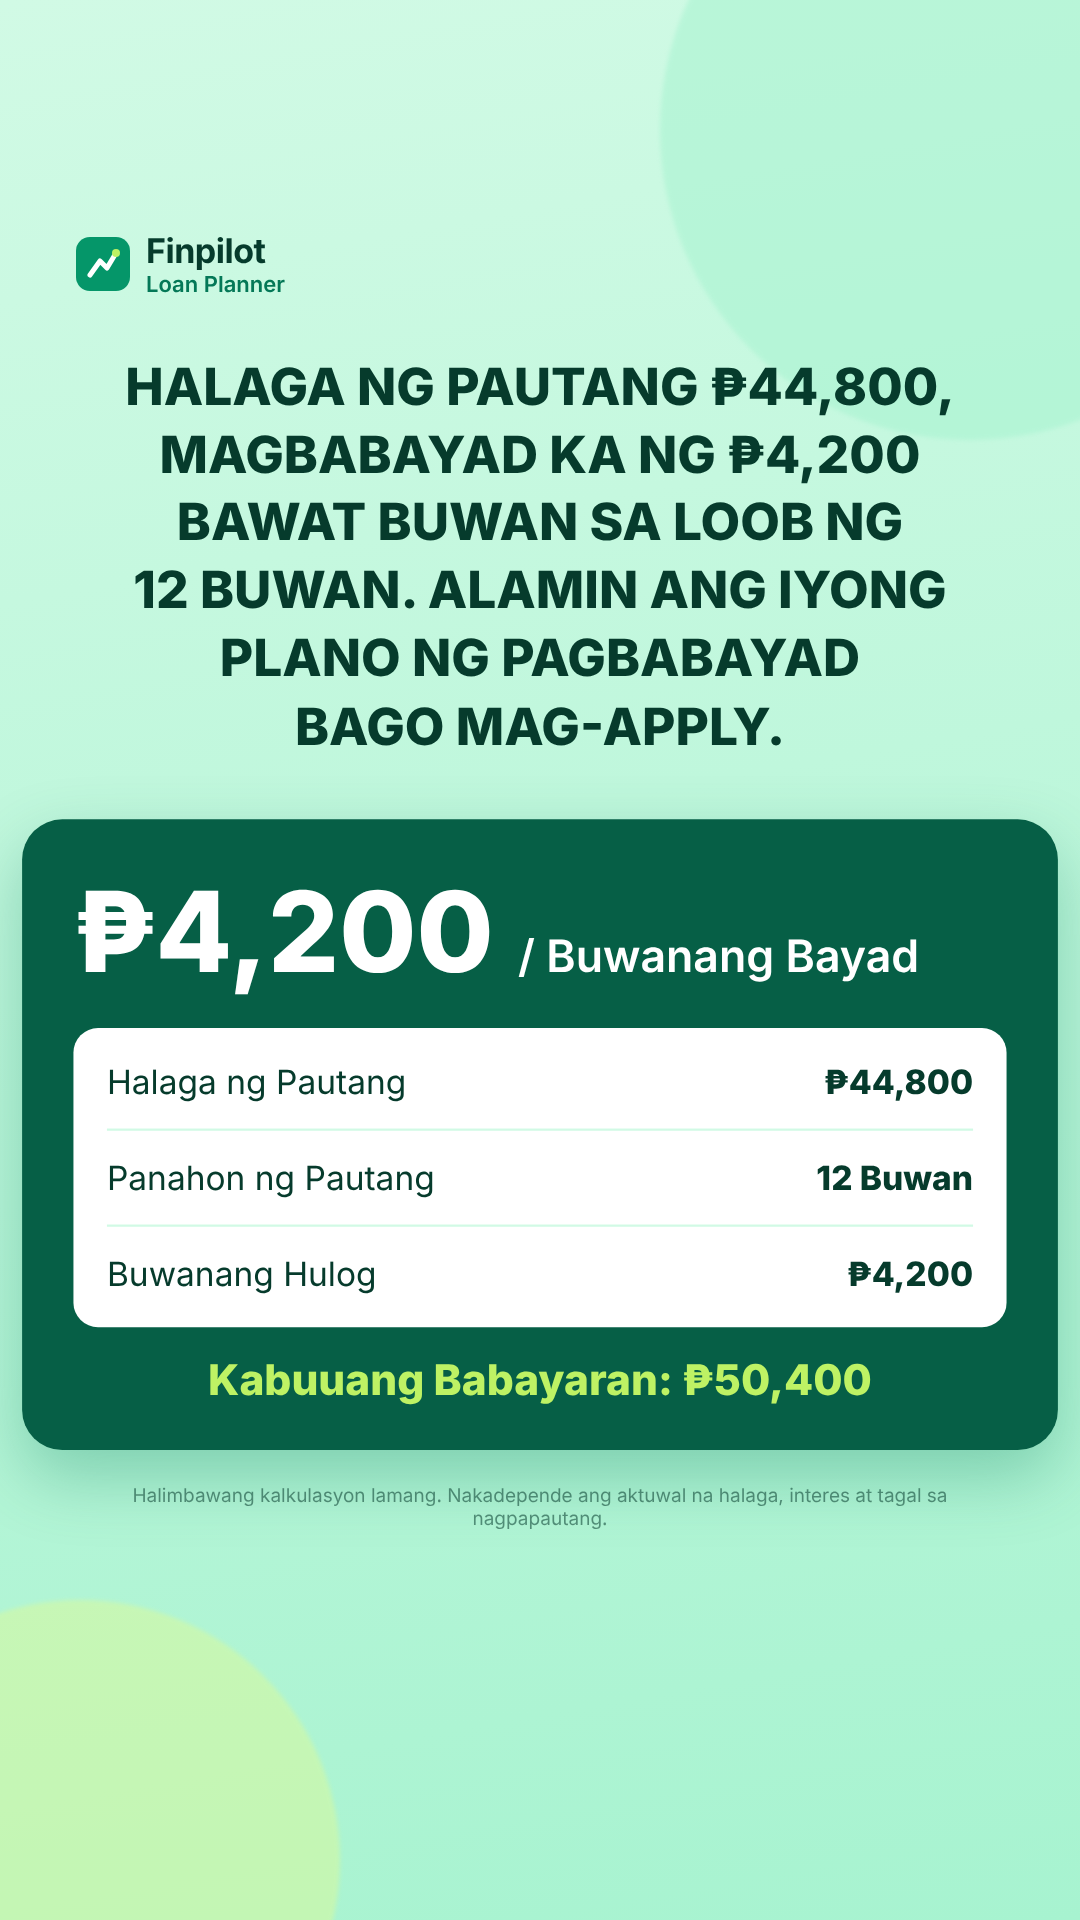 Finpilot
Loan Planner
HALAGA NG PAUTANG ₱44,800,
MAGBABAYAD KA NG ₱4,200
BAWAT BUWAN SA LOOB NG
12 BUWAN. ALAMIN ANG IYONG
PLANO NG PAGBABAYAD
BAGO MAG-APPLY.
₱4,200 / Buwanang Bayad
Halaga ng Pautang ₱44,800
Panahon ng Pautang 12 Buwan
Buwanang Hulog ₱4,200
Kabuuang Babayaran: ₱50,400
Halimbawang kalkulasyon lamang. Nakadepende ang aktuwal na halaga, interes at tagal sa
nagpapautang.